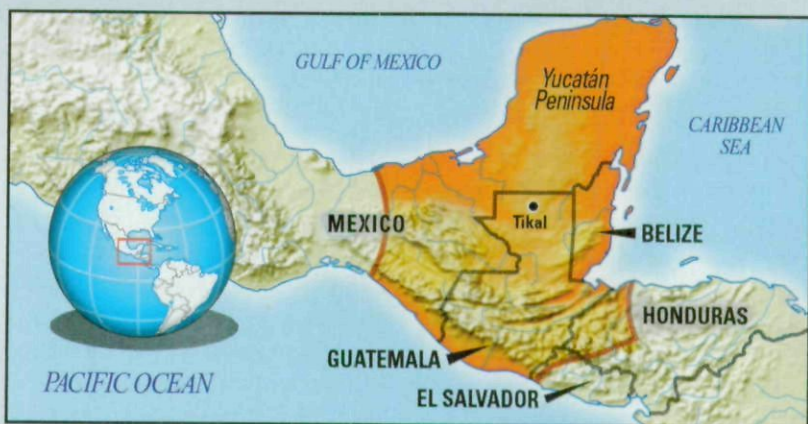 GULF OF MEXICO
Yucatán
Peninsula
CARIBBEAN
SEA
MEXICO
Tikal
BELIZE
HONDURAS
GUATEMALA
PACIFIC OCEAN
EL SALVADOR